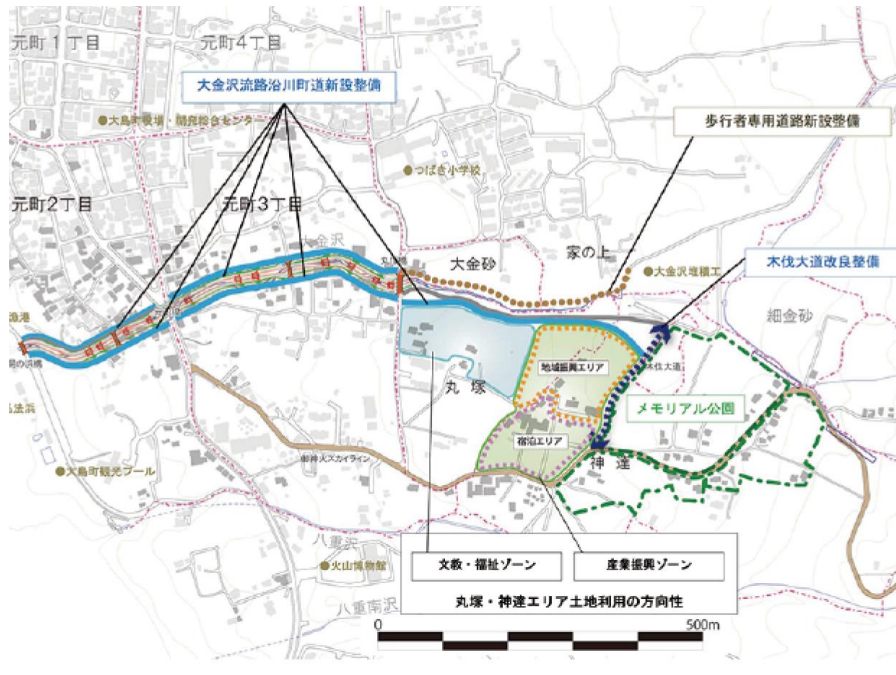 元町1丁目
元町4丁目
大金沢流路沿川町道新設整備
大島町役場・開発総合センター
歩行者専用道路新設整備
つばき小学校
元町2丁目
元町3丁目
大金砂
家の上
大金沢堆積工
木伐大道改良整備
細金砂
木伐大道
地域振興エリア
丸塚
メモリアル公園
宿泊エリア
御神火スカイライン
神達
大島町観光プール
弘法浜
八重沢
火山博物館
八重南沢
文教・福祉ゾーン
産業振興ゾーン
丸塚・神達エリア土地利用の方向性
0
500m